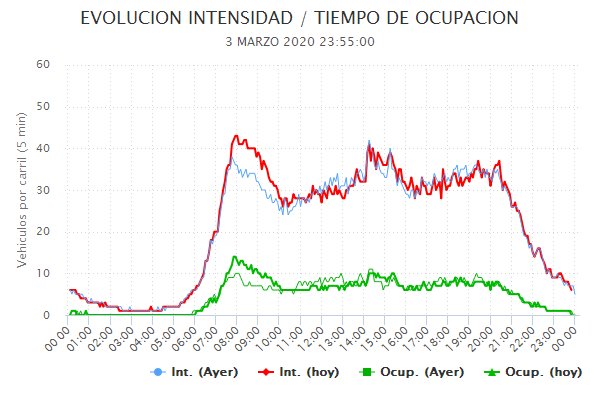 EVOLUCION INTENSIDAD / TIEMPO DE OCUPACION
3 MARZO 2020 23:55:00
Vehiculos por carril (5 min)
60
50
40
30
20
10
0
00:00 01:00 02:00 03:00 04:00 05:00 06:00 07:00 08:00 09:00 10:00 11:00 12:00 13:00 14:00 15:00 16:00 17:00 18:00 19:00 20:00 21:00 22:00 23:00 00:00
Int. (Ayer) Int. (hoy) Ocup. (Ayer) Ocup. (hoy)